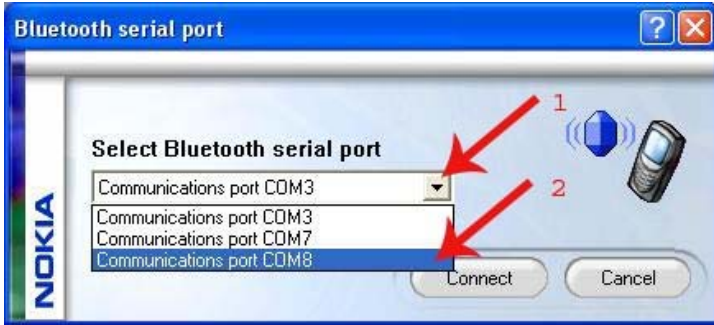 Bluetooth serial port
1
Select Bluetooth serial port
Communications port COM3
2
Communications port COM3
Communications port COM7
Communications port COM8
Connect
Cancel
NOKIA